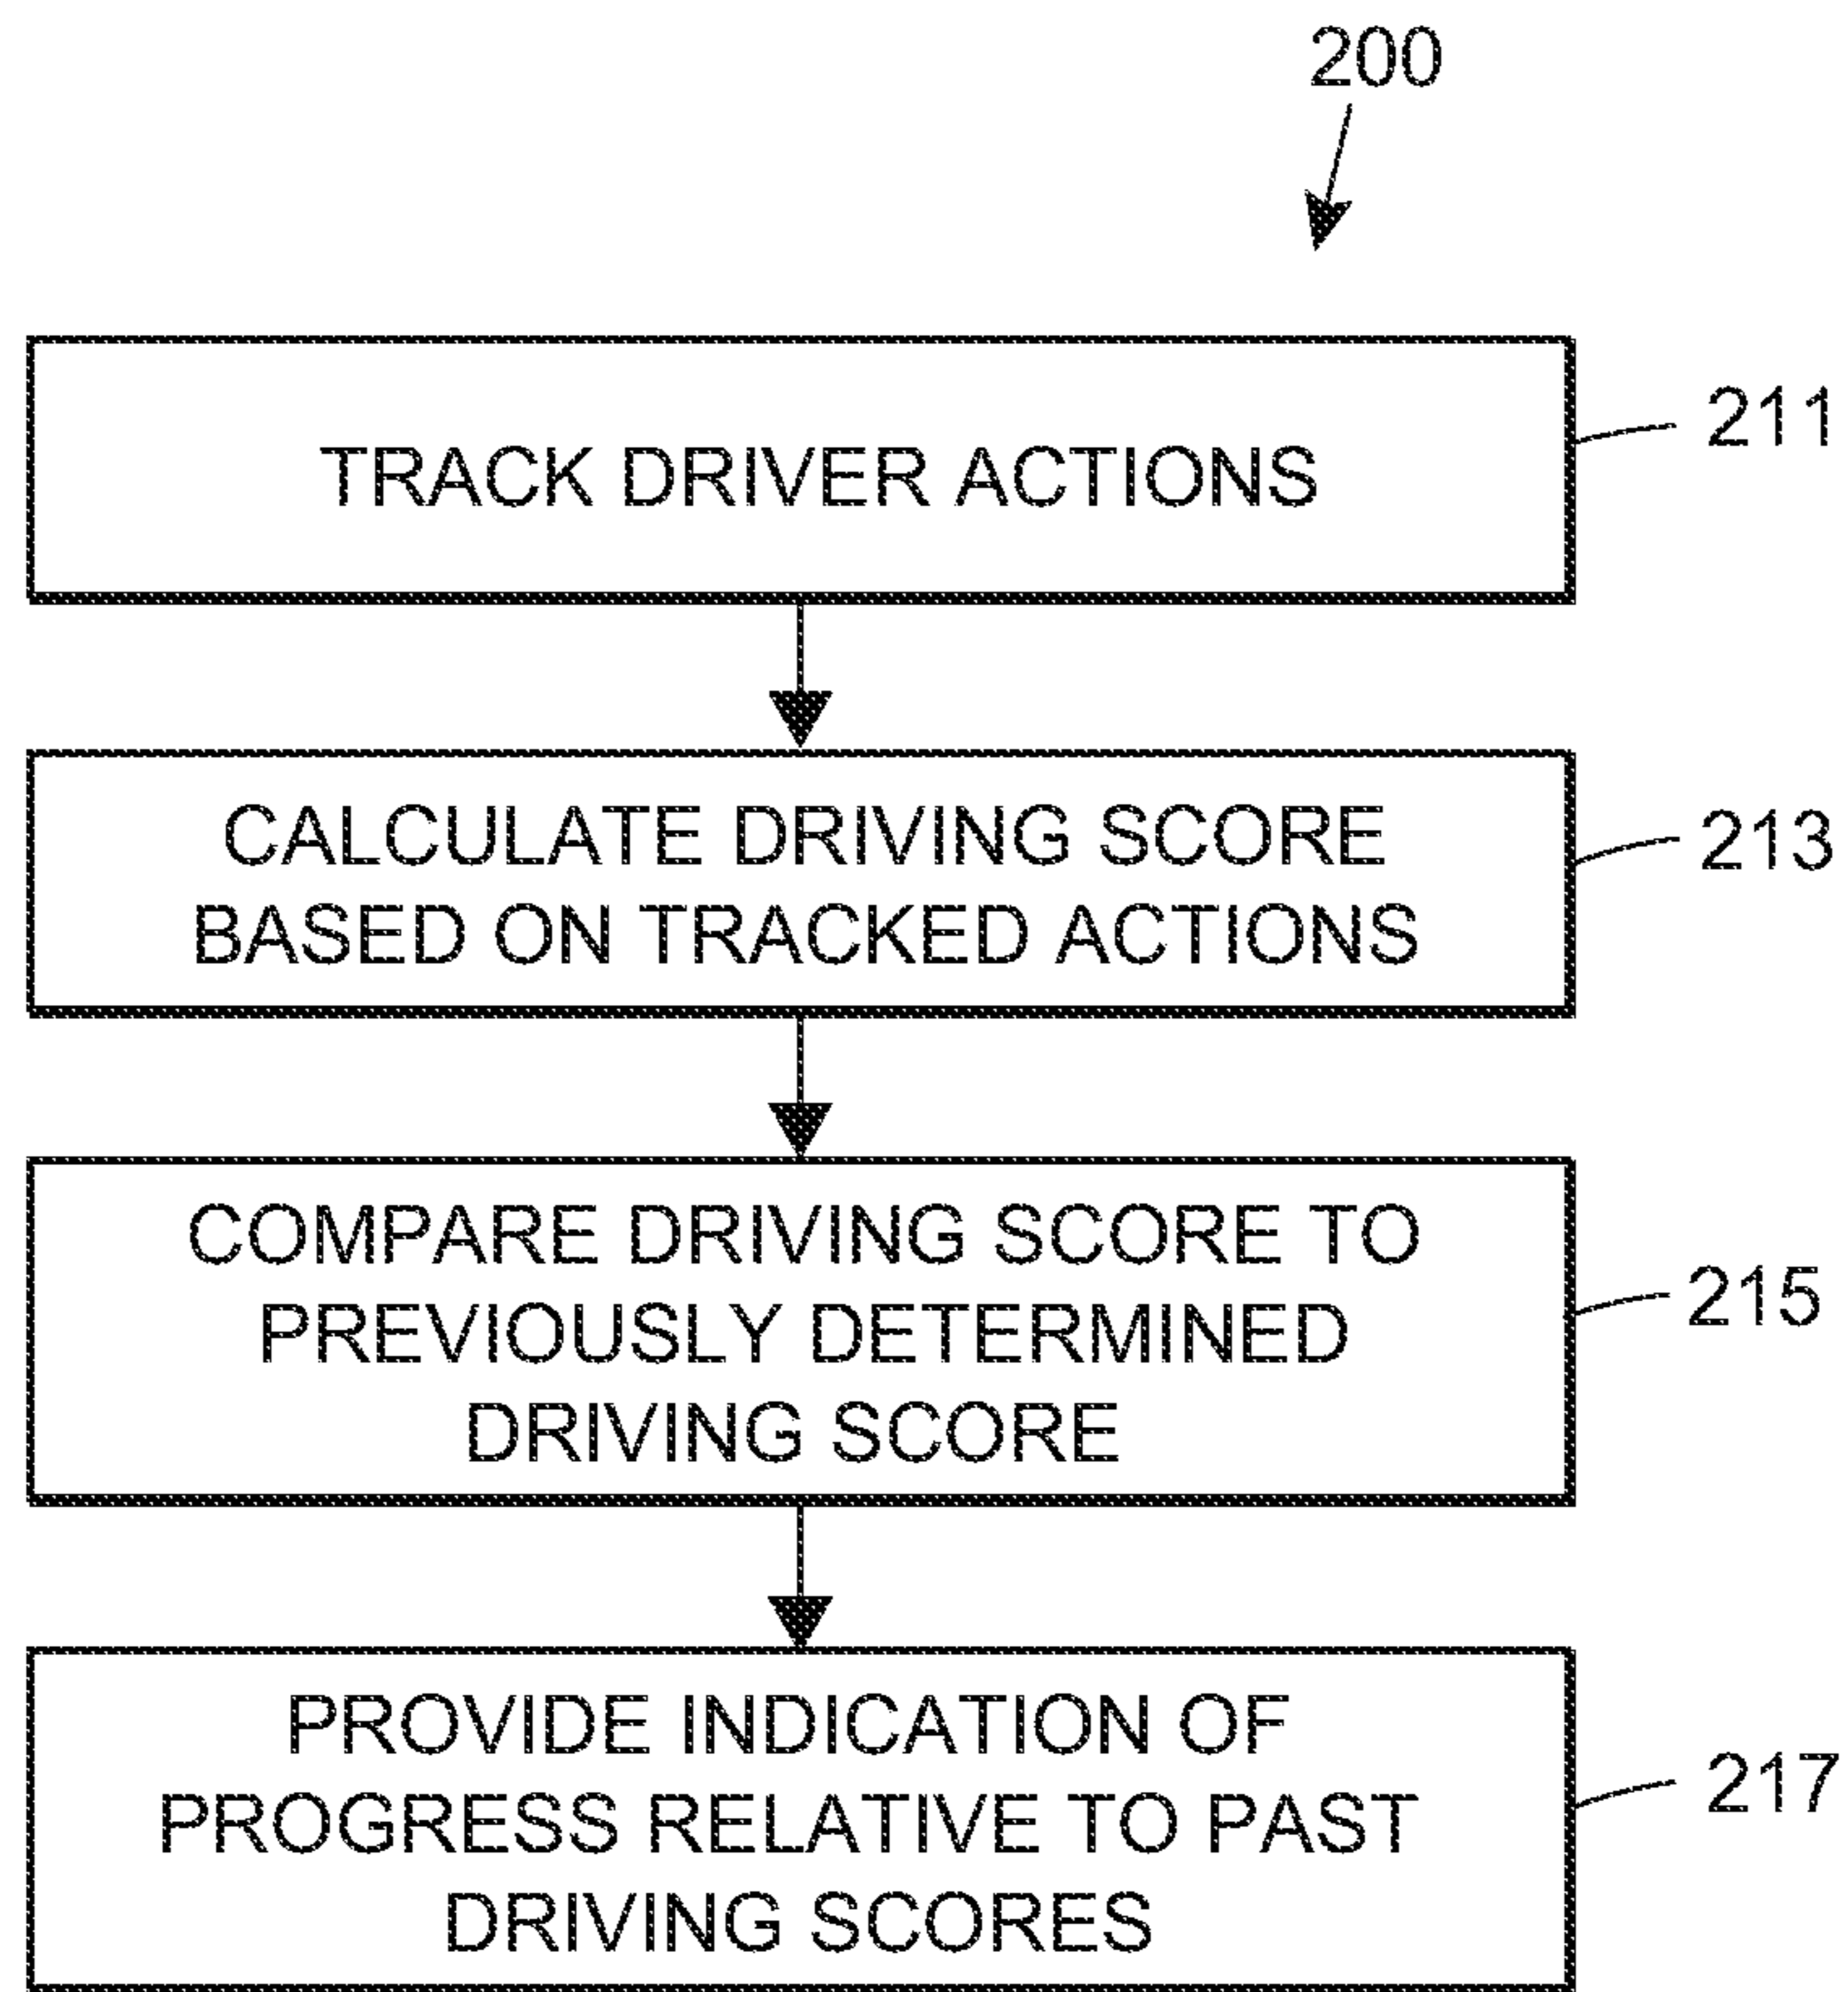 200
TRACK DRIVER ACTIONS
211
CALCULATE DRIVING SCORE
BASED ON TRACKED ACTIONS
213
COMPARE DRIVING SCORE TO
PREVIOUSLY DETERMINED
DRIVING SCORE
215
PROVIDE INDICATION OF
PROGRESS RELATIVE TO PAST
DRIVING SCORES
217